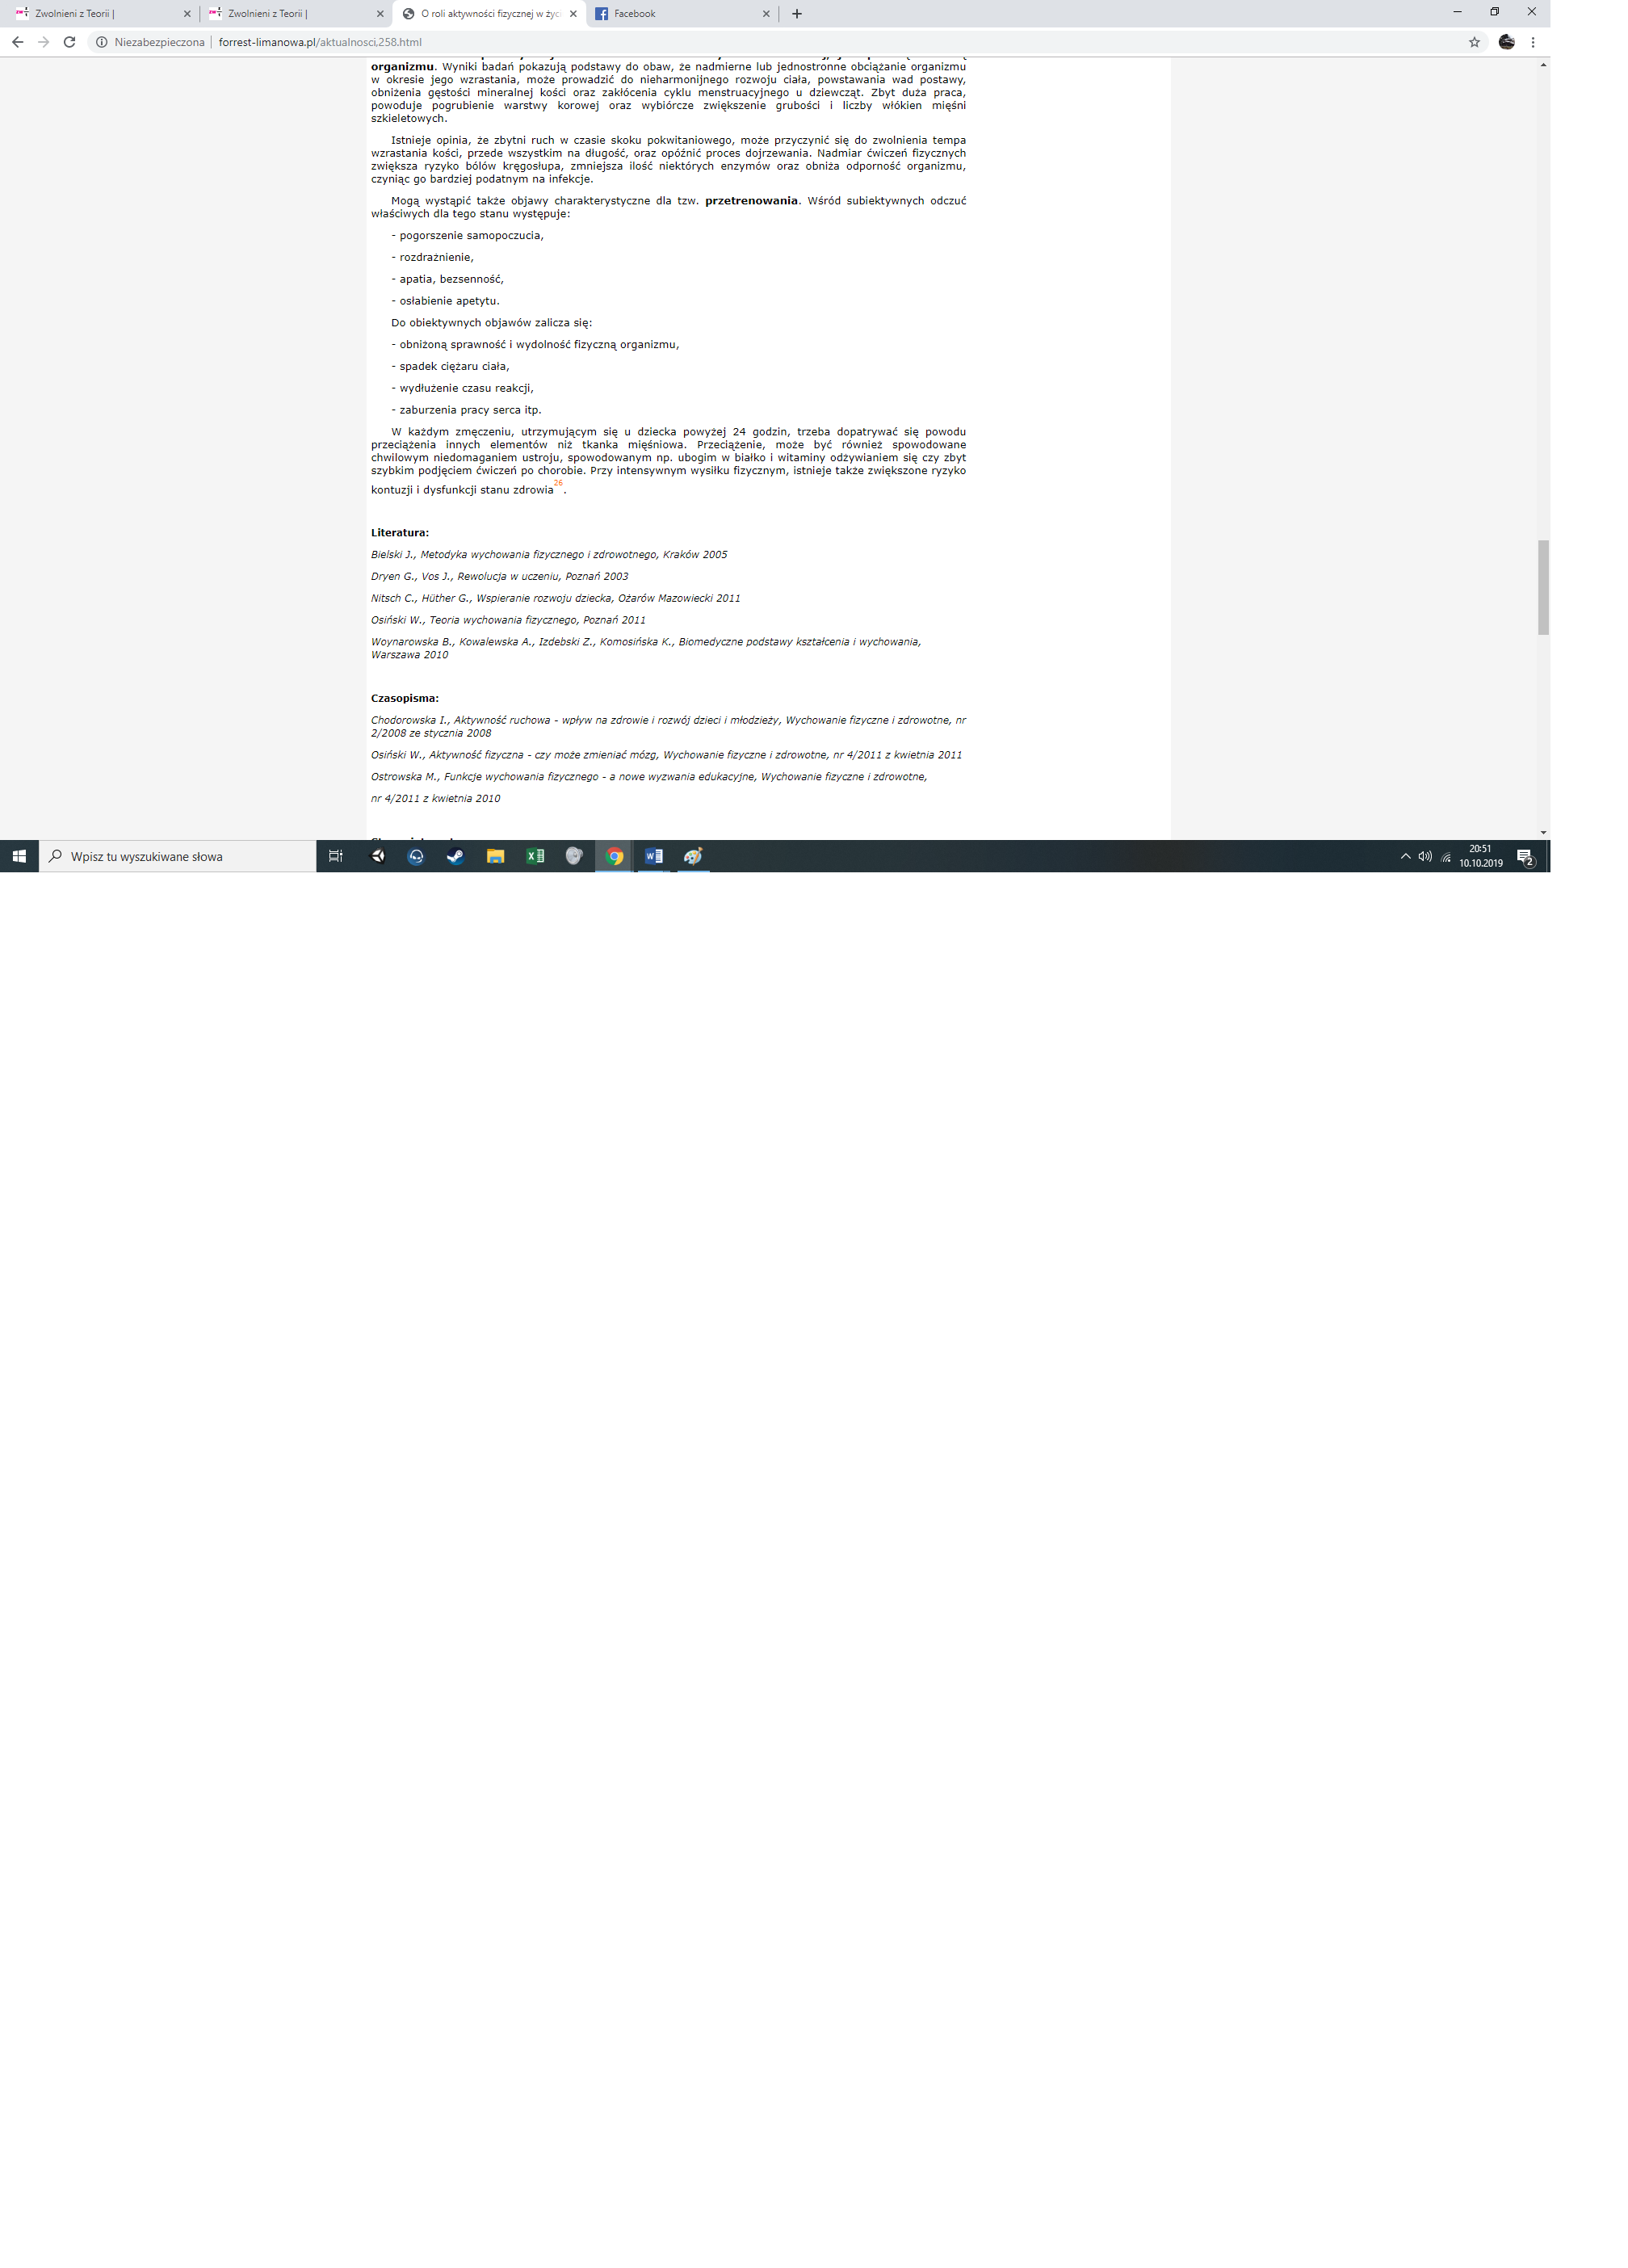 Zwolnieni z Teorii |
Zwolnieni z Teorii |
O roli aktywności fizycznej w życi
Facebook
Niezabezpieczona | forrest-limanowa.pl/aktualnosci,258.html
organizmu. Wyniki badań pokazują podstawy do obaw, że nadmierne lub jednostronne obciążanie organizmu
w okresie jego wzrastania, może prowadzić do nieharmonijnego rozwoju ciała, powstawania wad postawy,
obniżenia gęstości mineralnej kości oraz zakłócenia cyklu menstruacyjnego u dziewcząt. Zbyt duża praca,
powoduje pogrubienie warstwy korowej oraz wybiórcze zwiększenie grubości i liczby włókien mięśni
szkieletowych.
Istnieje opinia, że zbytni ruch w czasie skoku pokwitaniowego, może przyczynić się do zwolnienia tempa
wzrastania kości, przede wszystkim na długość, oraz opóźnić proces dojrzewania. Nadmiar ćwiczeń fizycznych
zwiększa ryzyko bólów kręgosłupa, zmniejsza ilość niektórych enzymów oraz obniża odporność organizmu,
czyniąc go bardziej podatnym na infekcje.
Mogą wystąpić także objawy charakterystyczne dla tzw. przetrenowania. Wśród subiektywnych odczuć
właściwych dla tego stanu występuje:
- pogorszenie samopoczucia,
- rozdrażnienie,
- apatia, bezsenność,
- osłabienie apetytu.
Do obiektywnych objawów zalicza się:
- obniżoną sprawność i wydolność fizyczną organizmu,
- spadek ciężaru ciała,
- wydłużenie czasu reakcji,
- zaburzenia pracy serca itp.
W każdym zmęczeniu, utrzymującym się u dziecka powyżej 24 godzin, trzeba dopatrywać się powodu
przeciążenia innych elementów niż tkanka mięśniowa. Przeciążenie, może być również spowodowane
chwilowym niedomaganiem ustroju, spowodowanym np. ubogim w białko i witaminy odżywianiem się czy zbyt
szybkim podjęciem ćwiczeń po chorobie. Przy intensywnym wysiłku fizycznym, istnieje także zwiększone ryzyko
kontuzji i dysfunkcji stanu zdrowia26.
Literatura:
Bielski J., Metodyka wychowania fizycznego i zdrowotnego, Kraków 2005
Dryen G., Vos J., Rewolucja w uczeniu, Poznań 2003
Nitsch C., Hüther G., Wspieranie rozwoju dziecka, Ożarów Mazowiecki 2011
Osiński W., Teoria wychowania fizycznego, Poznań 2011
Woynarowska B., Kowalewska A., Izdebski Z., Komosińska K., Biomedyczne podstawy kształcenia i wychowania,
Warszawa 2010
Czasopisma:
Chodorowska I., Aktywność ruchowa - wpływ na zdrowie i rozwój dzieci i młodzieży, Wychowanie fizyczne i zdrowotne, nr
2/2008 ze stycznia 2008
Osiński W., Aktywność fizyczna - czy może zmieniać mózg, Wychowanie fizyczne i zdrowotne, nr 4/2011 z kwietnia 2011
Ostrowska M., Funkcje wychowania fizycznego - a nowe wyzwania edukacyjne, Wychowanie fizyczne i zdrowotne,
nr 4/2011 z kwietnia 2010
Wpisz tu wyszukiwane słowa
20:51
10.10.2019
2